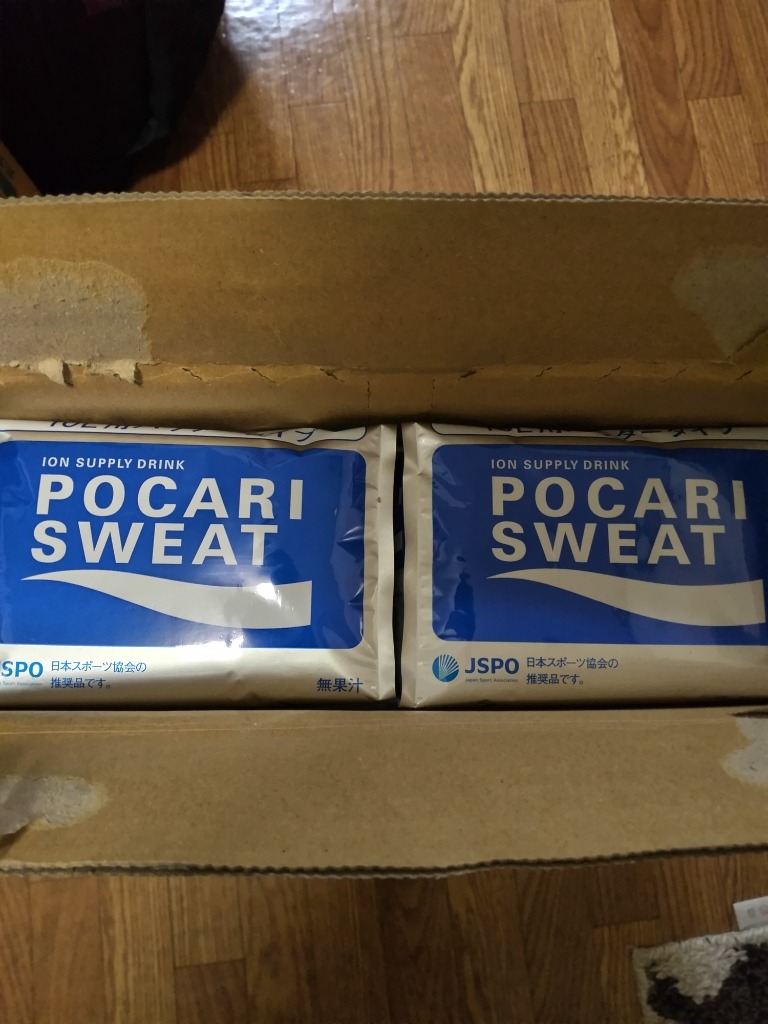 ION SUPPLY DRINK
POCARI
SWEAT
JSPO
日本スポーツ協会の
推奨品です。
無果汁
ION SUPPLY DRINK
POCARI
SWEAT
JSPO
Japan Sport Association
日本スポーツ協会の
推奨品です。